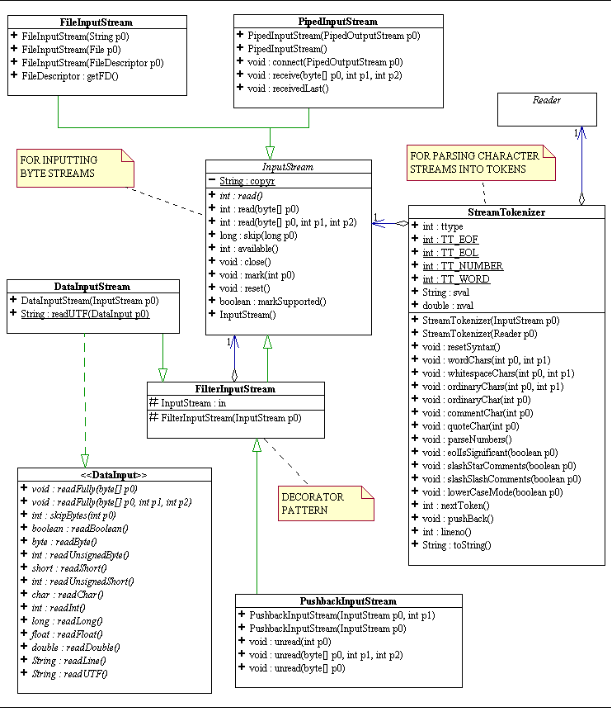 FileInputStream
+ FileInputStream(String p0)
+ FileInputStream(File p0)
+ FileInputStream(FileDescriptor p0)
+ FileDescriptor : getFD()
PipedInputStream
+ PipedInputStream(PipedOutputStream p0)
+ PipedInputStream()
+ void : connect(PipedOutputStream p0)
+ void : receive(byte[] p0, int p1, int p2)
+ void : receivedLast()
Reader
1
FOR INPUTTING
BYTE STREAMS
InputStream
- String : copyr
+ int : read()
+ int : read(byte[] p0)
+ int : read(byte[] p0, int p1, int p2)
+ long : skip(long p0)
+ int : available()
+ void : close()
+ void : mark(int p0)
+ void : reset()
+ boolean : markSupported()
+ InputStream()
1
1
FOR PARSING CHARACTER
STREAMS INTO TOKENS
StreamTokenizer
+ int : ttype
+ int : TT_EOF
+ int : TT_EOL
+ int : TT_NUMBER
+ int : TT_WORD
+ String : sval
+ double : nval
+ StreamTokenizer(InputStream p0)
+ StreamTokenizer(Reader p0)
+ void : resetSyntax()
+ void : wordChars(int p0, int p1)
+ void : whitespaceChars(int p0, int p1)
+ void : ordinaryChars(int p0, int p1)
+ void : ordinaryChar(int p0)
+ void : commentChar(int p0)
+ void : quoteChar(int p0)
+ void : parseNumbers()
+ void : eolIsSignificant(boolean p0)
+ void : slashStarComments(boolean p0)
+ void : slashSlashComments(boolean p0)
+ void : lowerCaseMode(boolean p0)
+ int : nextToken()
+ void : pushBack()
+ int : lineno()
+ String : toString()
DataInputStream
+ DataInputStream(InputStream p0)
+ String : readUTF(DataInput p0)
FilterInputStream
# InputStream : in
# FilterInputStream(InputStream p0)
<<DataInput>>
+ void : readFully(byte[] p0)
+ void : readFully(byte[] p0, int p1, int p2)
+ int : skipBytes(int p0)
+ boolean : readBoolean()
+ byte : readByte()
+ int : readUnsignedByte()
+ short : readShort()
+ int : readUnsignedShort()
+ char : readChar()
+ int : readInt()
+ long : readLong()
+ float : readFloat()
+ double : readDouble()
+ String : readLine()
+ String : readUTF()
DECORATOR
PATTERN
PushbackInputStream
+ PushbackInputStream(InputStream p0, int p1)
+ PushbackInputStream(InputStream p0)
+ void : unread(int p0)
+ void : unread(byte[] p0, int p1, int p2)
+ void : unread(byte[] p0)